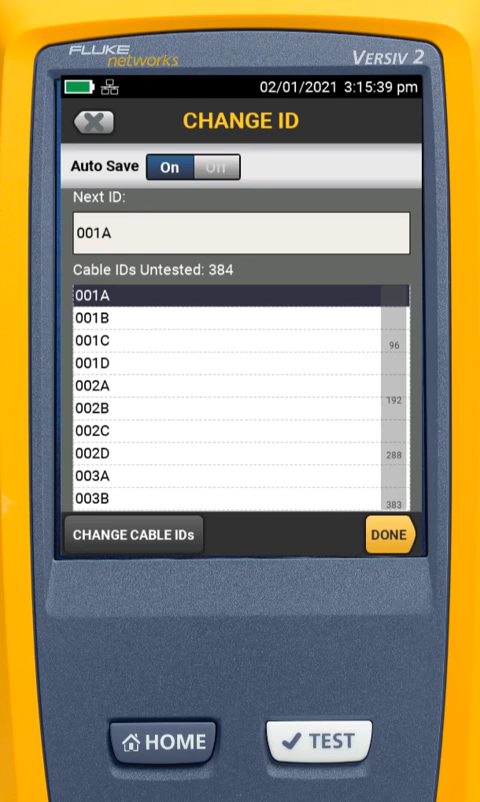 FLUKE
networks
VERSIV 2
02/01/2021 3:15:39 pm
CHANGE ID
Auto Save On Off
Next ID:
001A
Cable IDs Untested: 384
001A
001B
001C
96
001D
002A
192
002B
002C
002D
288
003A
003B
383
CHANGE CABLE IDs
DONE
HOME
TEST